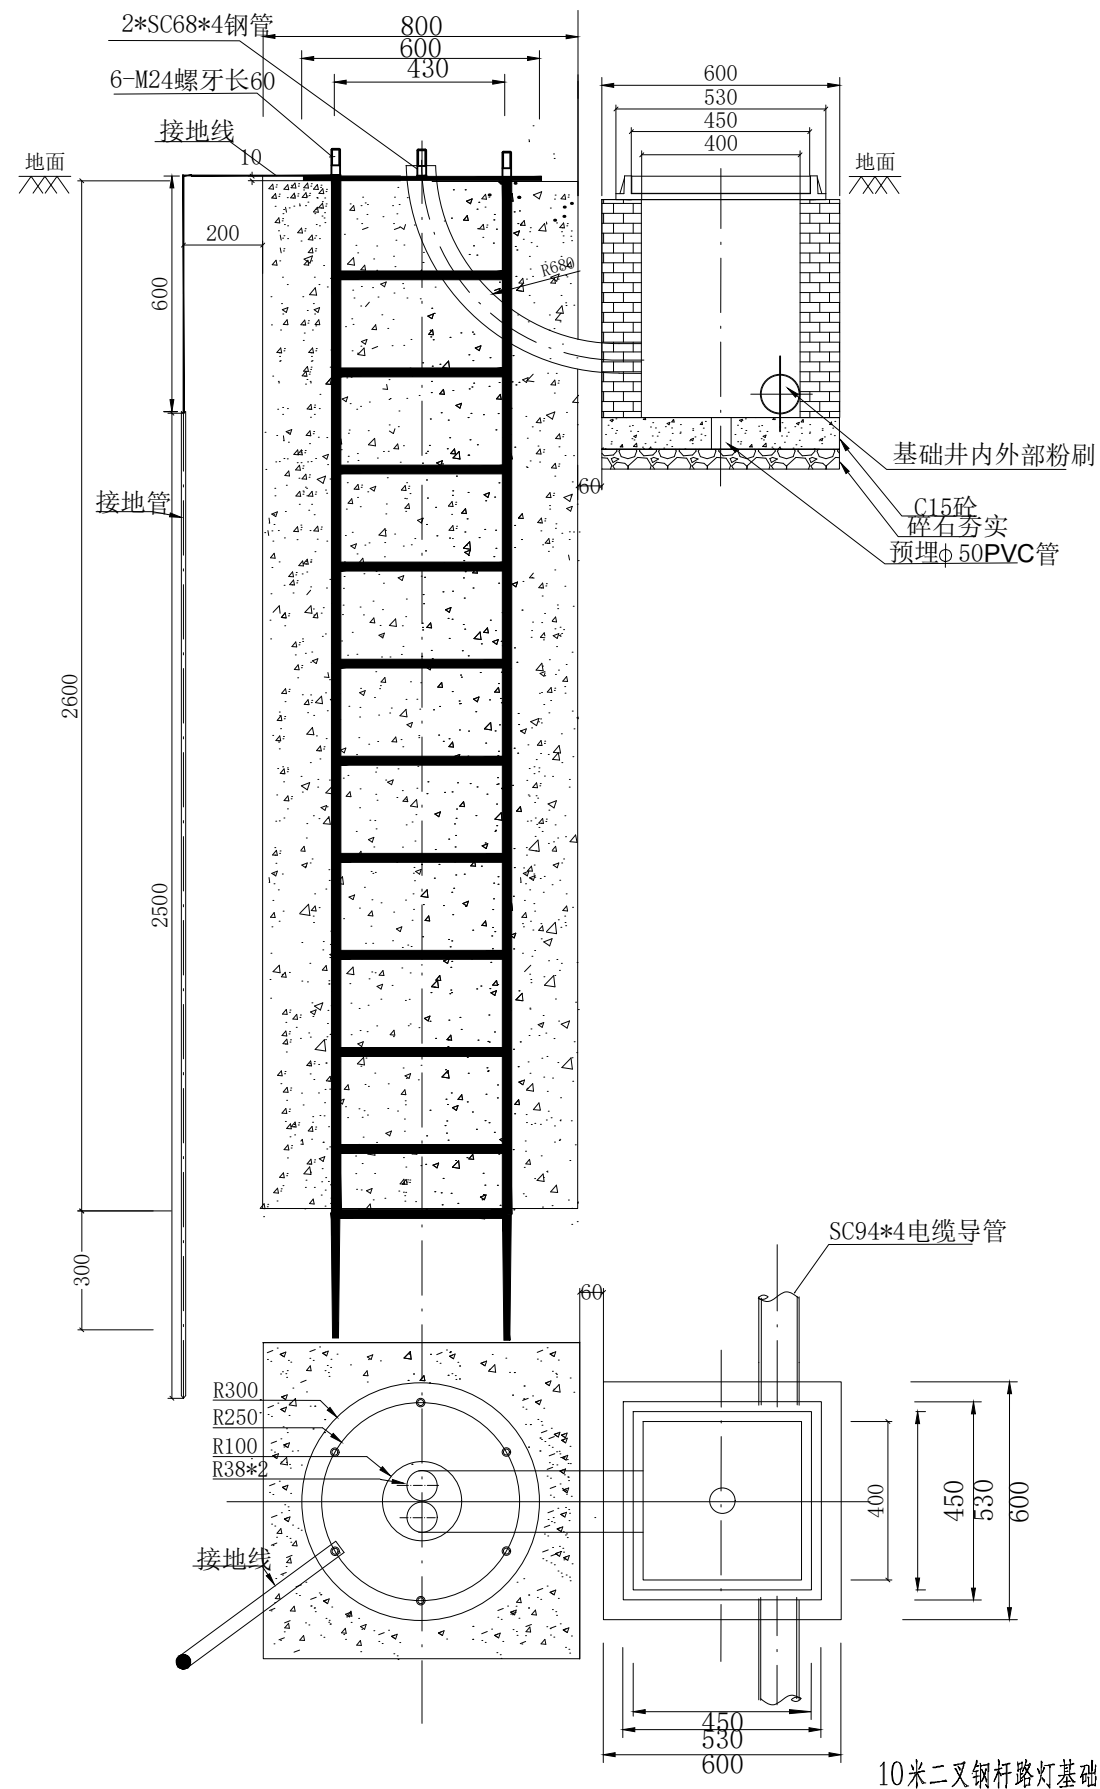 2*SC68*4钢管
800
600
430
6-M24螺牙长60
接地线
地面
10
200
600
R680
2600
接地管
2500
300
600
530
450
400
地面
60
基础井内外部粉刷
C15砼
碎石夯实
预埋ϕ50PVC管
SC94*4电缆导管
60
R300
R250
R100
R38*2
接地线
400
450
530
600
450
530
600
10米二叉钢杆路灯基础